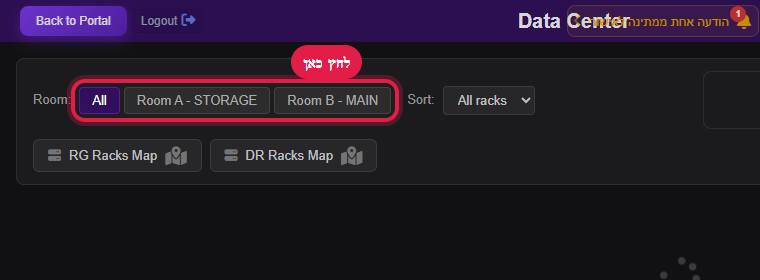 Back to Portal
Logout
Data Center
הודעה אחת ממתינה
1
לחץ כאן
Room:
All
Room A - STORAGE
Room B - MAIN
Sort:
All racks
RG Racks Map
DR Racks Map